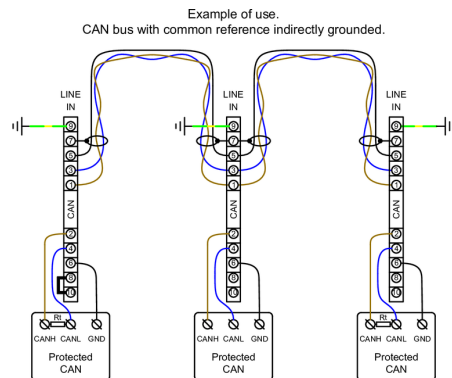 Example of use.
CAN bus with common reference indirectly grounded.
LINE
IN
9
7
5
3
1
CAN
2
4
6
8
10
Rt
CANH CANL GND
Protected
CAN
LINE
IN
9
7
5
3
1
CAN
2
4
6
8
10
CANH CANL GND
Protected
CAN
LINE
IN
9
7
5
3
1
CAN
2
4
6
8
10
Rt
CANH CANL GND
Protected
CAN